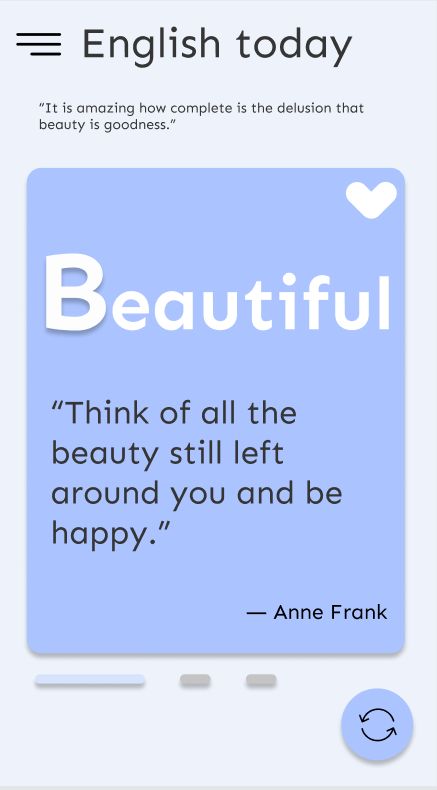 English today
“It is amazing how complete is the delusion that
beauty is goodness.”
Beautiful
“Think of all the
beauty still left
around you and be
happy.”
— Anne Frank